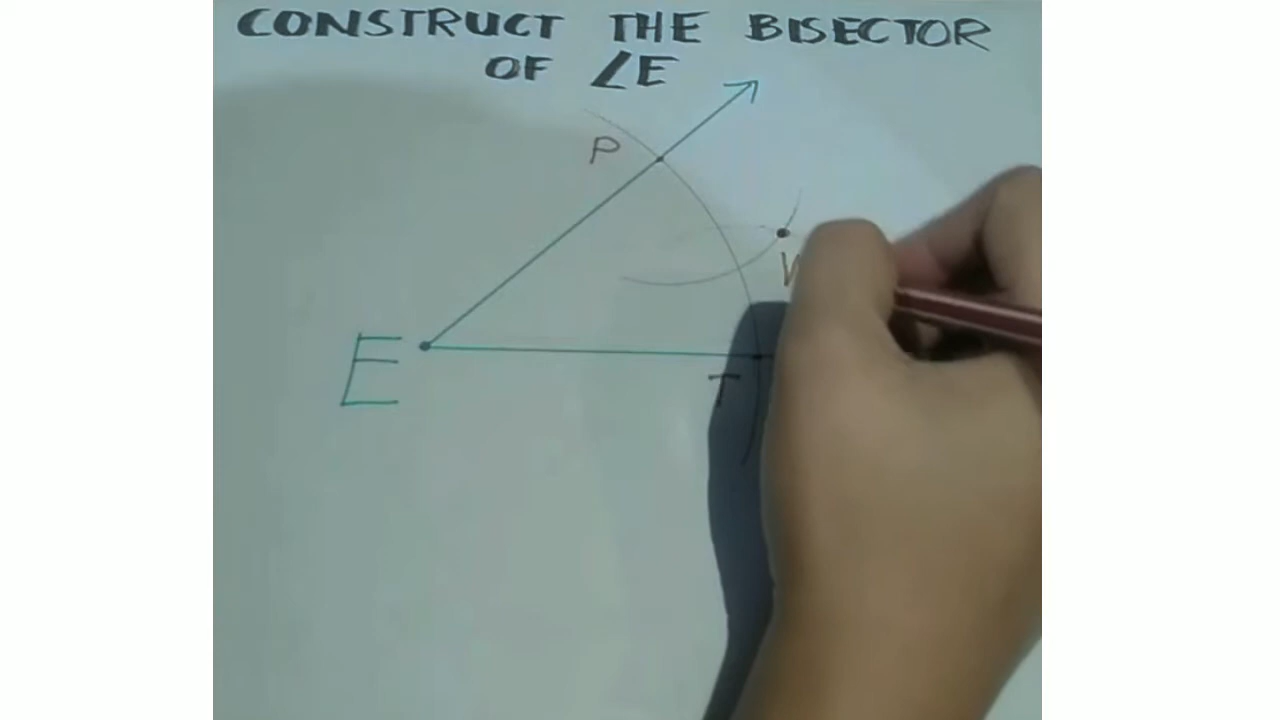 CONSTRUCT THE BISECTOR
OF ∠E
P
E
T